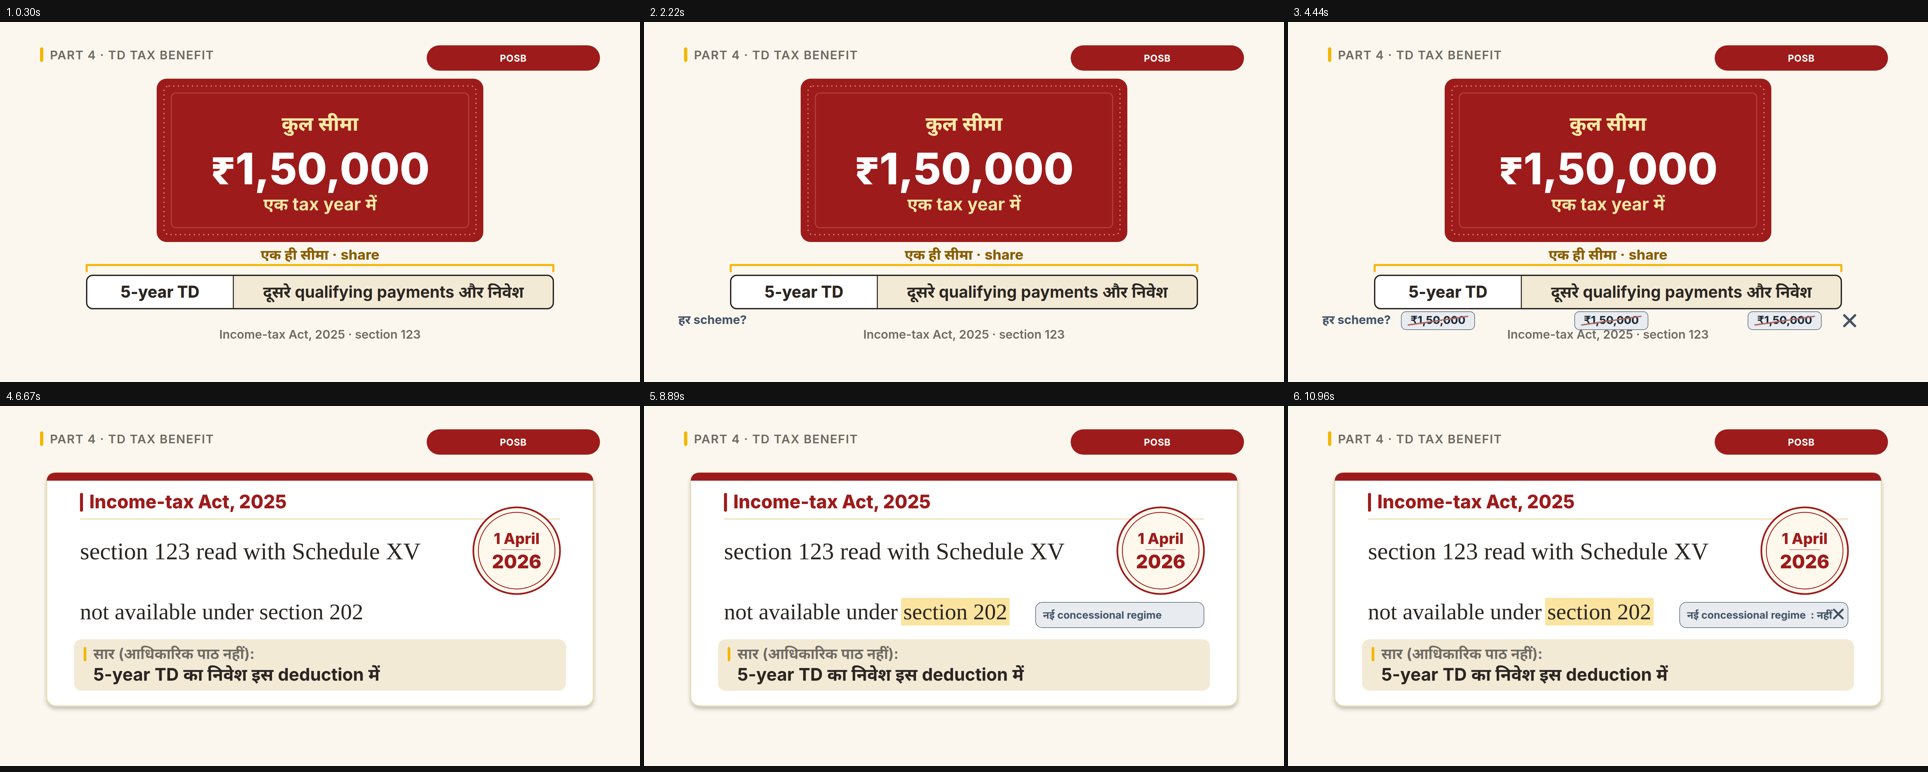 1. 0.30s
PART 4 · TD TAX BENEFIT
POSB
कुल सीमा
₹1,50,000
एक tax year में
एक ही सीमा · share
5-year TD
दूसरे qualifying payments और निवेश
Income-tax Act, 2025 · section 123
2. 2.22s
PART 4 · TD TAX BENEFIT
POSB
कुल सीमा
₹1,50,000
एक tax year में
एक ही सीमा · share
5-year TD
दूसरे qualifying payments और निवेश
हर scheme?
Income-tax Act, 2025 · section 123
3. 4.44s
PART 4 · TD TAX BENEFIT
POSB
कुल सीमा
₹1,50,000
एक tax year में
एक ही सीमा · share
5-year TD
दूसरे qualifying payments और निवेश
हर scheme? ₹1,50,000 ₹1,50,000 ₹1,50,000
Income-tax Act, 2025 · section 123
4. 6.67s
PART 4 · TD TAX BENEFIT
POSB
Income-tax Act, 2025
1 April
2026
section 123 read with Schedule XV
not available under section 202
सार (आधिकारिक पाठ नहीं):
5-year TD का निवेश इस deduction में
5. 8.89s
PART 4 · TD TAX BENEFIT
POSB
Income-tax Act, 2025
1 April
2026
section 123 read with Schedule XV
not available under section 202
नई concessional regime
सार (आधिकारिक पाठ नहीं):
5-year TD का निवेश इस deduction में
6. 10.96s
PART 4 · TD TAX BENEFIT
POSB
Income-tax Act, 2025
1 April
2026
section 123 read with Schedule XV
not available under section 202
नई concessional regime : नहीं
सार (आधिकारिक पाठ नहीं):
5-year TD का निवेश इस deduction में